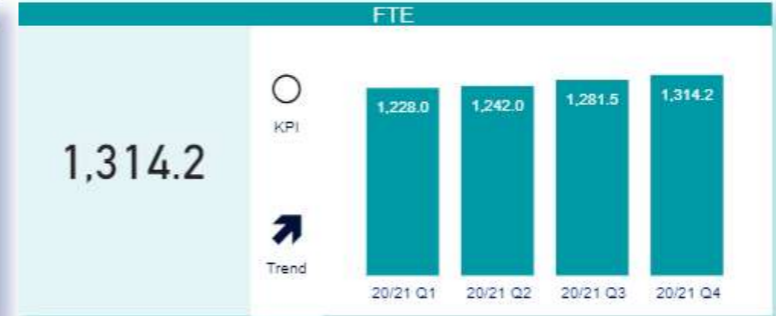 FTE
1,314.2
KPI
Trend
1,228.0 1,242.0 1,281.5 1,314.2
20/21 Q1 20/21 Q2 20/21 Q3 20/21 Q4